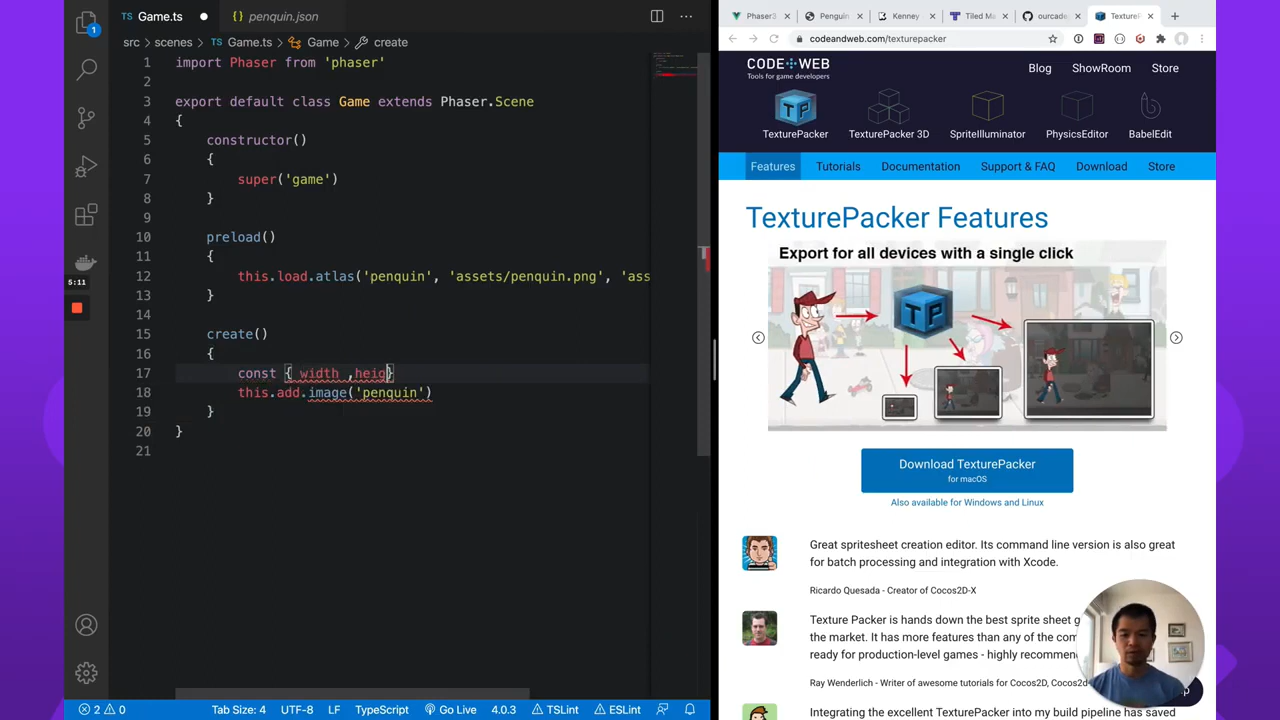 Game.ts
penquin.json
src > scenes > Game.ts > Game > create
1 import Phaser from 'phaser'
2
3 export default class Game extends Phaser.Scene
4 {
5 constructor()
6 {
7 super('game')
8 }
9
10 preload()
11 {
12 this.load.atlas('penquin', 'assets/penquin.png', 'ass
13 }
14
15 create()
16 {
17 const { width ,heig}
18 this.add.image('penquin')
19 }
20 }
21
1
5:11
2 0
Tab Size: 4 UTF-8 LF TypeScript Go Live 4.0.3 TSLint ESLint
Phaser3 Penguin Kenney Tiled Ma ourcade TextureP
codeandweb.com/texturepacker
CODE WEB
Tools for game developers
Blog ShowRoom Store
TexturePacker TexturePacker 3D SpriteIlluminator PhysicsEditor BabelEdit
Features Tutorials Documentation Support & FAQ Download Store
TexturePacker Features
Export for all devices with a single click
TP
Download TexturePacker
for macOS
Also available for Windows and Linux
Great spritesheet creation editor. Its command line version is also great
for batch processing and integration with Xcode.
Ricardo Quesada - Creator of Cocos2D-X
Texture Packer is hands down the best sprite sheet g
the market. It has more features than any of the com
ready for production-level games - highly recommen
Ray Wenderlich - Writer of awesome tutorials for Cocos2D, Cocos2d-
Integrating the excellent TexturePacker into my build pipeline has saved